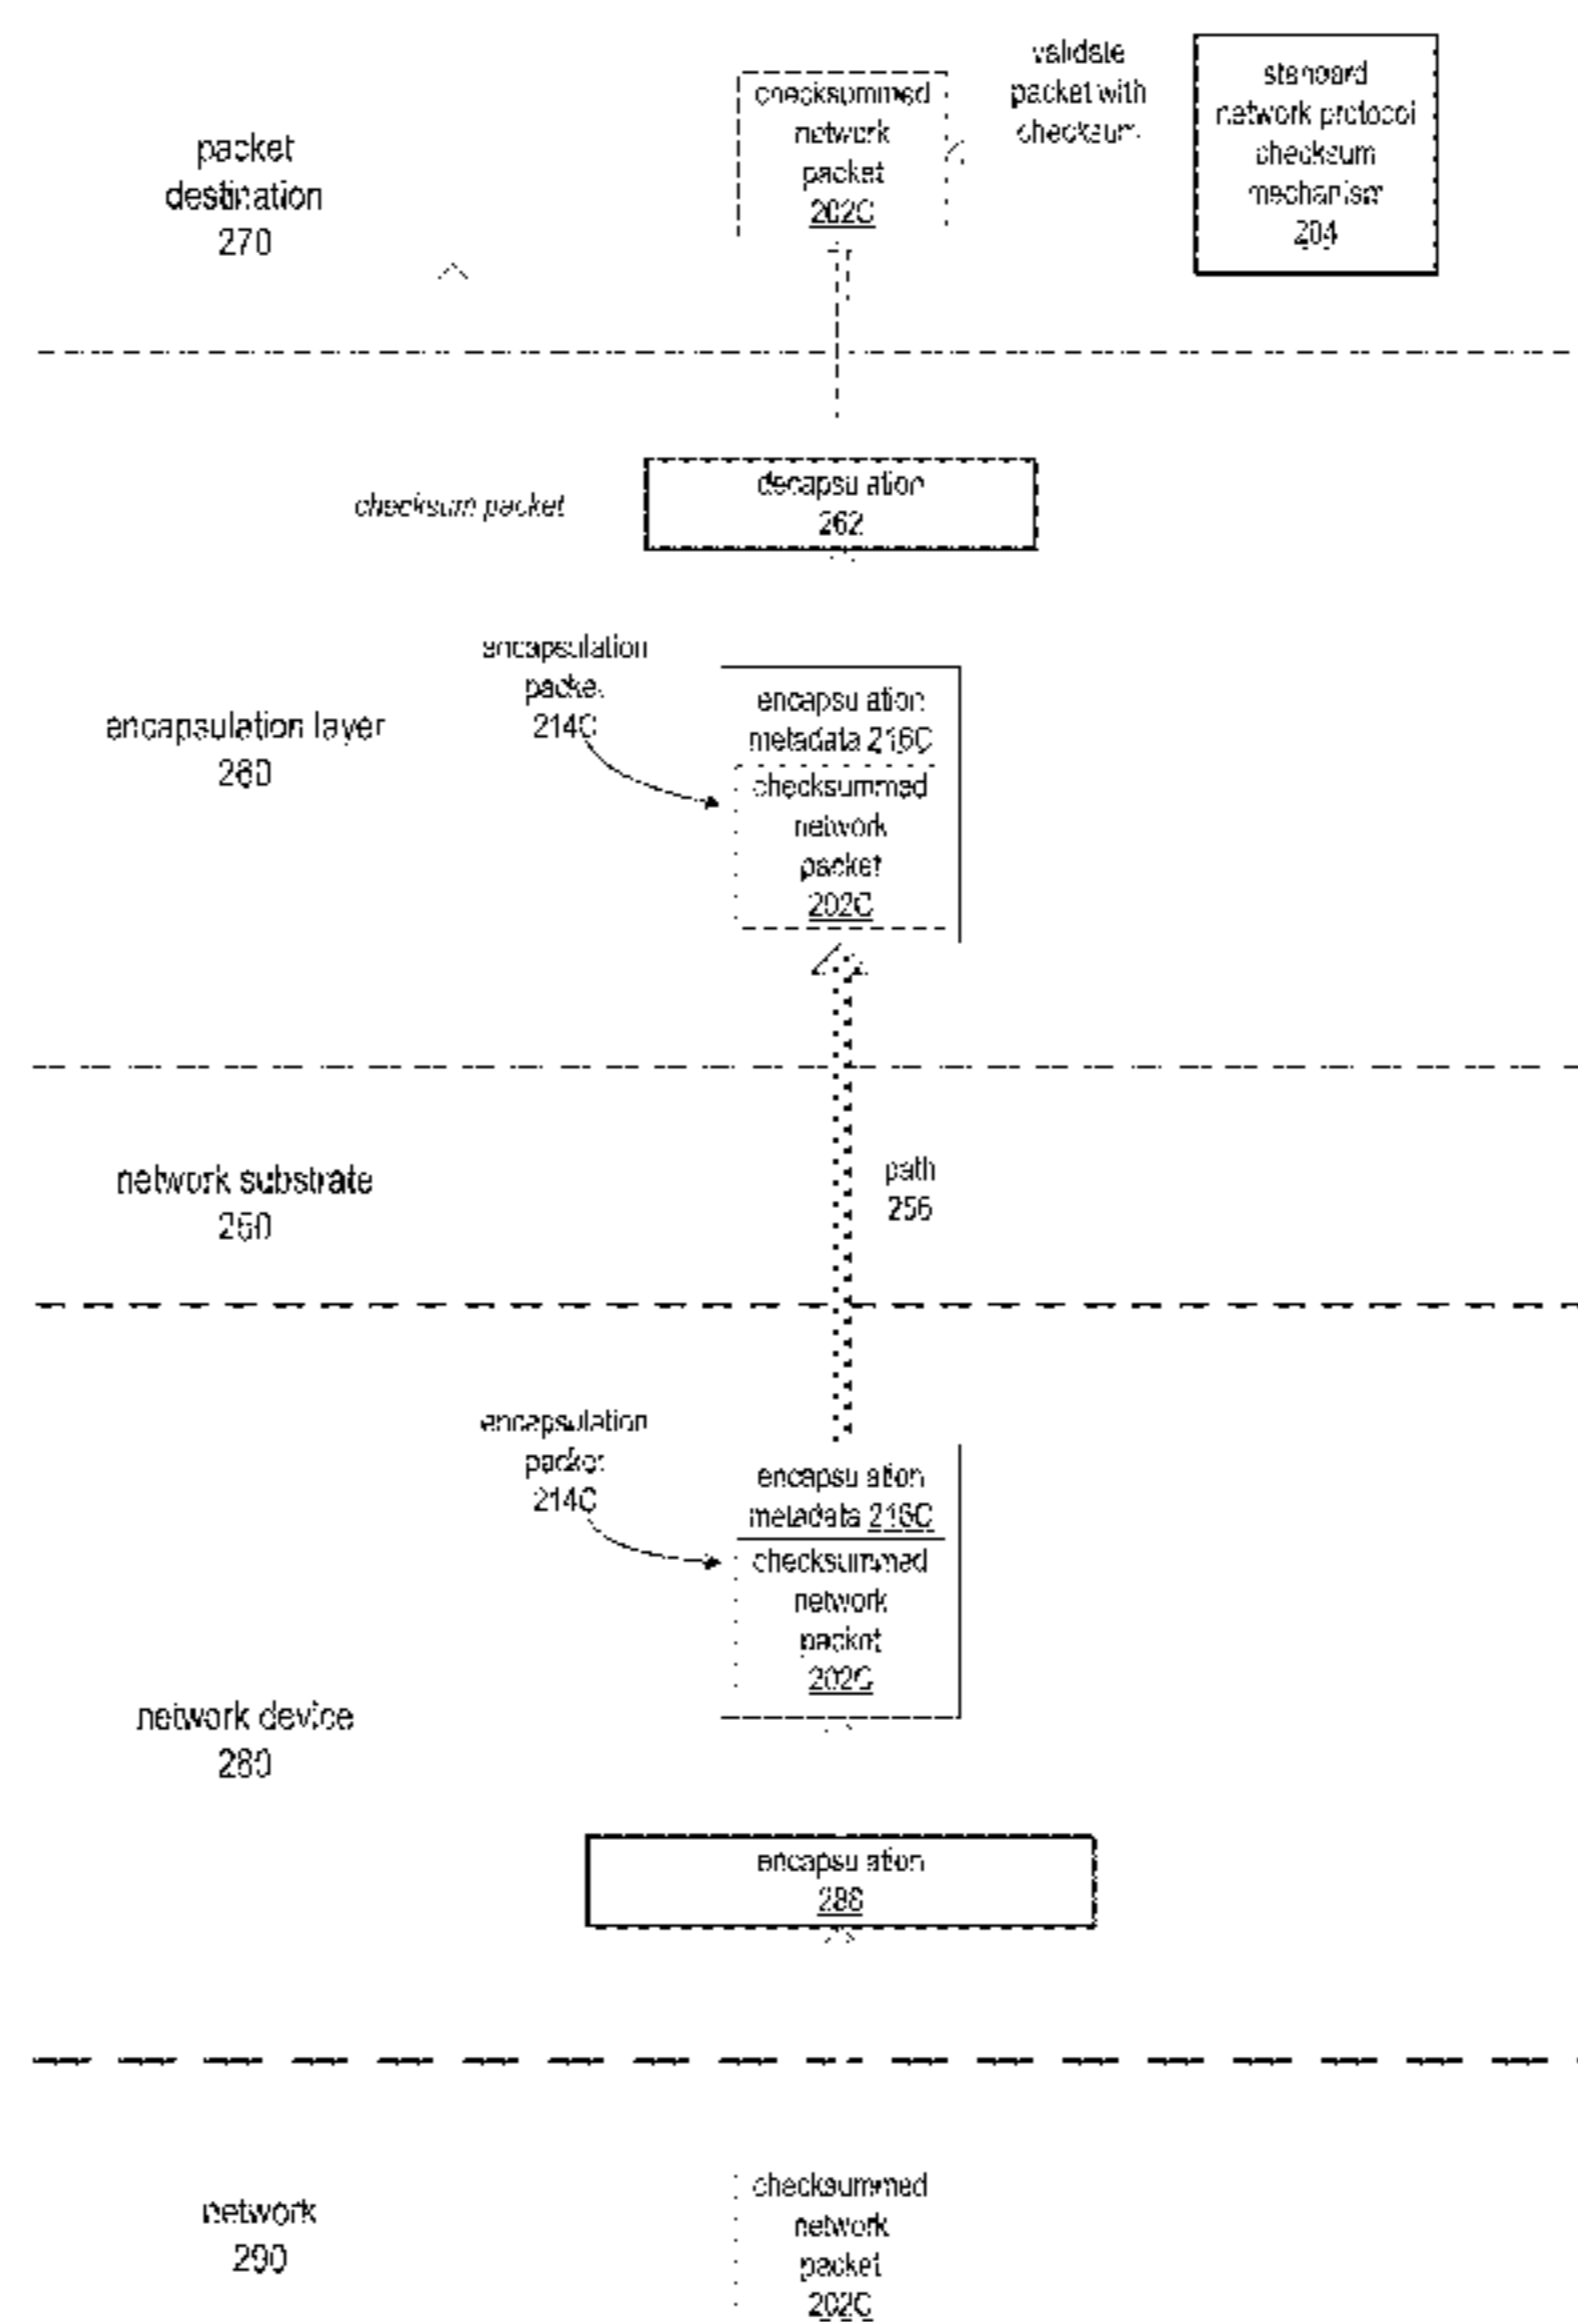 packet
destination
270
checksummed
network
packet
202C
validate
packet with
checksum
standard
network protocol
checksum
mechanism
204
checksum packet
decapsulation
262
encapsulation layer
260
encapsulation
packet
214C
encapsulation
metadata 216C
checksummed
network
packet
202C
network substrate
250
path
256
network device
280
encapsulation
packet
214C
encapsulation
metadata 216C
checksummed
network
packet
202C
encapsulation
286
network
290
checksummed
network
packet
202C